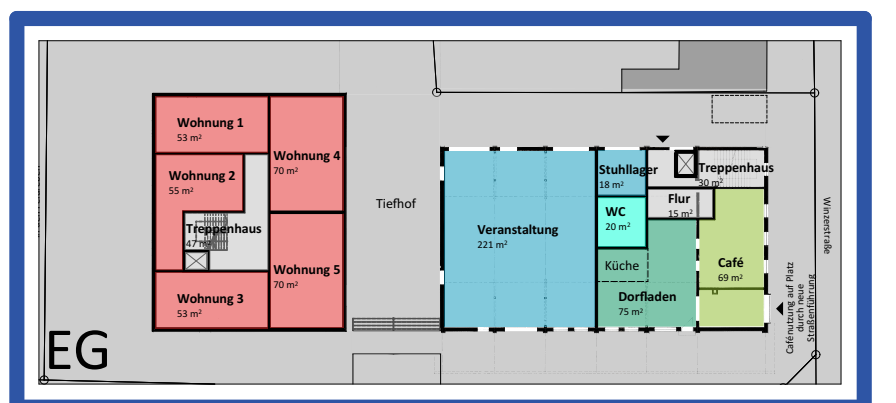 Wohnung 1
53 m²
Wohnung 2
55 m²
Treppenhaus
47 m²
Wohnung 3
53 m²
Wohnung 4
70 m²
Wohnung 5
70 m²
Tiefhof
Veranstaltung
221 m²
Stuhllager
18 m²
WC
20 m²
Küche
Dorfladen
75 m²
Treppenhaus
30 m²
Flur
15 m²
Café
69 m²
Winzerstraße
Cafénutzung auf Platz
durch neue
Straßenführung
EG